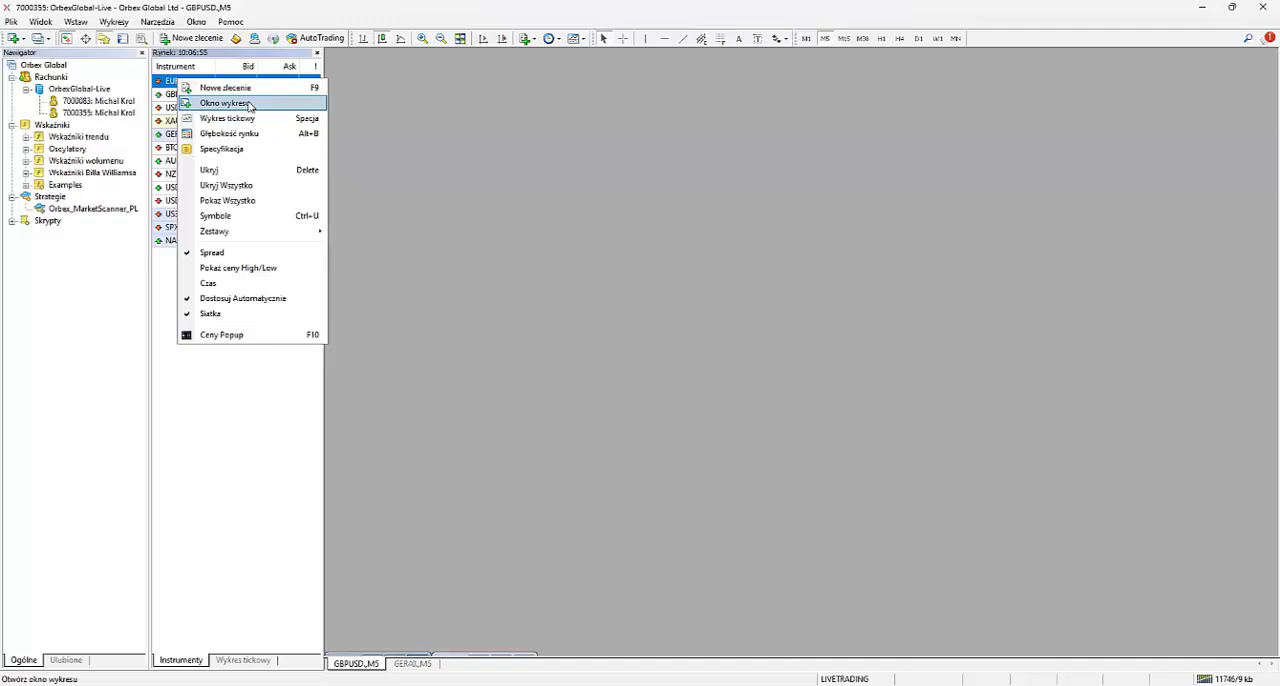 7000355: OrbexGlobal-Live - Orbex Global Ltd - GBPUSD.,M5
Plik Widok Wstaw Wykresy Narzędzia Okno Pomoc
Nowe zlecenie AutoTrading A T M1 M5 M15 M30 H1 H4 D1 W1 MN 1
Nawigator
Orbex Global
Rachunki
OrbexGlobal-Live
7000083: Michal Krol
7000355: Michal Krol
Wskaźniki
Wskaźniki trendu
Oscylatory
Wskaźniki wolumenu
Wskaźniki Billa Williamsa
Examples
Strategie
Orbex_MarketScanner_PL
Skrypty
Ogólne Ulubione
Rynek: 10:06:55
Instrument Bid Ask !
Nowe zlecenie F9
Okno wykresu
Wykres tickowy Spacja
Głębokość rynku Alt+B
Specyfikacja
Ukryj Delete
Ukryj Wszystko
Pokaż Wszystko
Symbole Ctrl+U
Zestawy
Spread
Pokaż ceny High/Low
Czas
Dostosuj Automatycznie
Siatka
Ceny Popup F10
Instrumenty Wykres tickowy
GBPUSD.,M5 GER40.,M5
Otwórz okno wykresu
LIVETRADING
11746/9 kb